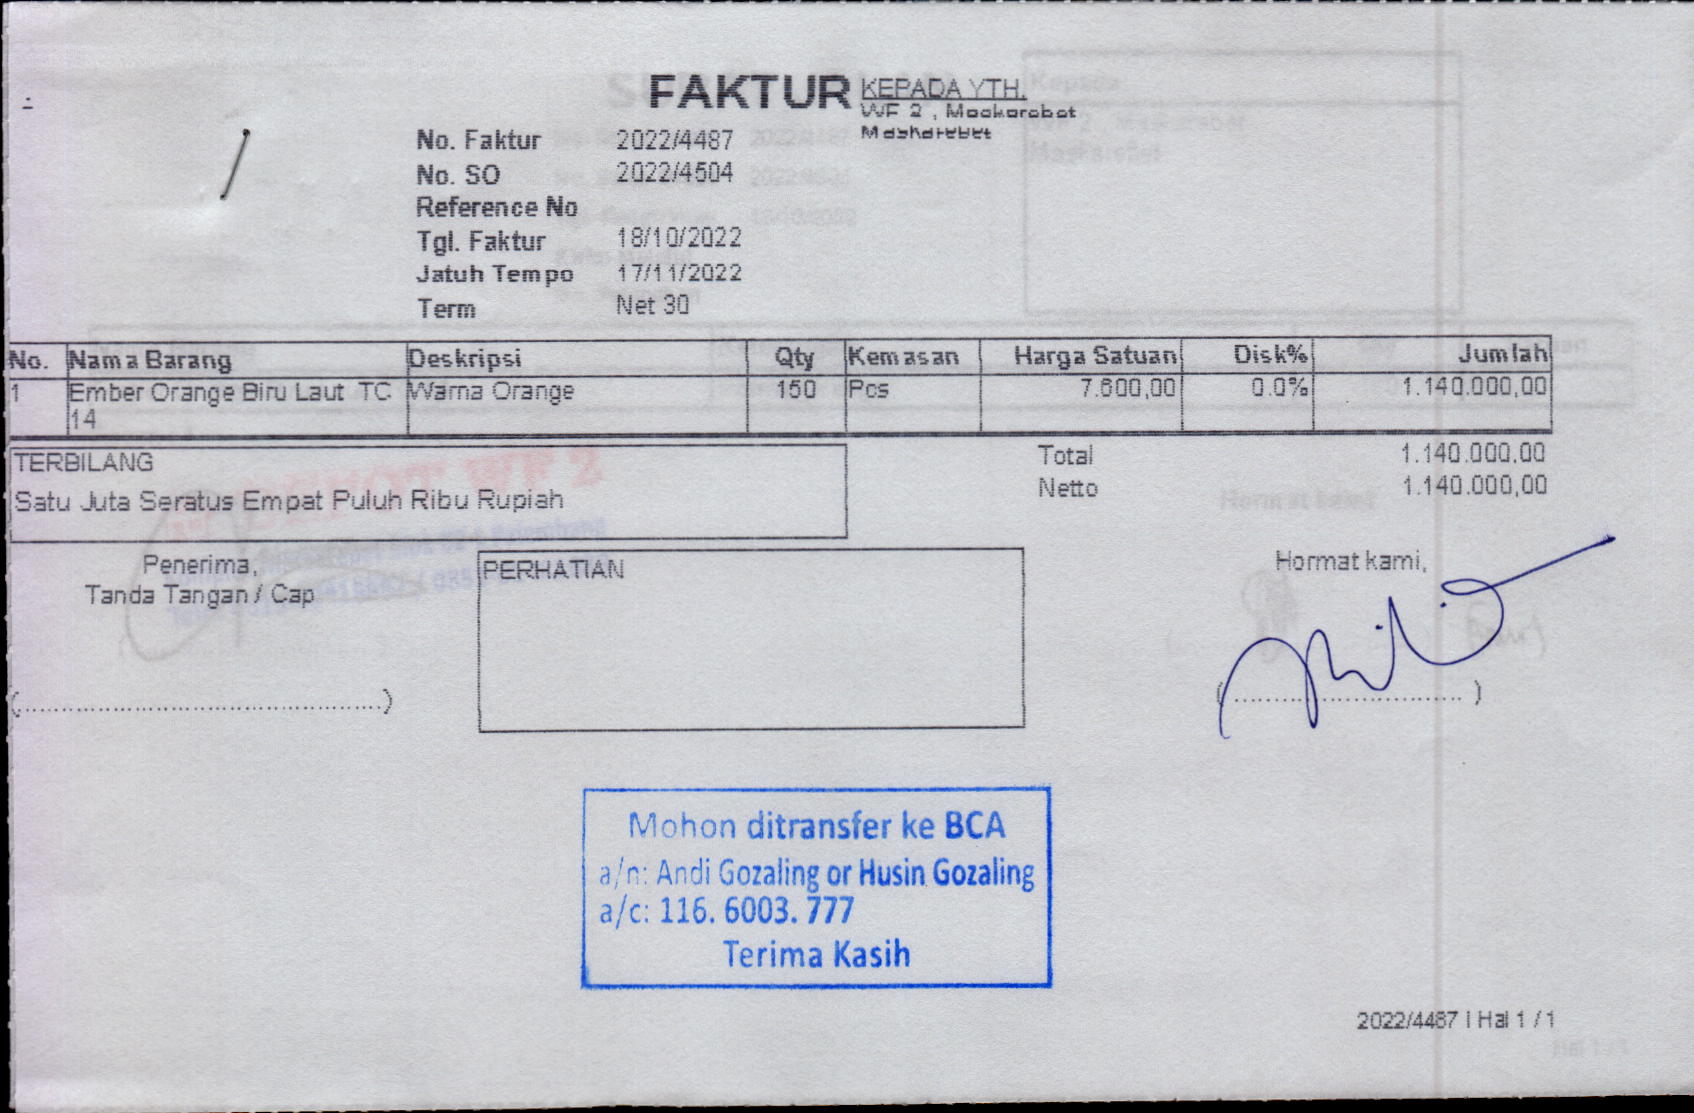 FAKTUR
KEPADA YTH.
WF 2 , Maskarebet
Maskarebet
No. Faktur 2022/4487
No. SO 2022/4504
Reference No
Tgl. Faktur 18/10/2022
Jatuh Tempo 17/11/2022
Term Net 30
No. Nama Barang Deskripsi Qty Kemasan Harga Satuan Disk% Jumlah
1 Ember Orange Biru Laut TC Warna Orange 150 Pcs 7.600,00 0.0% 1.140.000,00
14
TERBILANG
Satu Juta Seratus Empat Puluh Ribu Rupiah
Total 1.140.000,00
Netto 1.140.000,00
Penerima,
Tanda Tangan / Cap
PERHATIAN
Hormat kami,
Mohon ditransfer ke BCA
a/n: Andi Gozaling or Husin Gozaling
a/c: 116. 6003. 777
Terima Kasih
2022/4487 | Hal 1 / 1